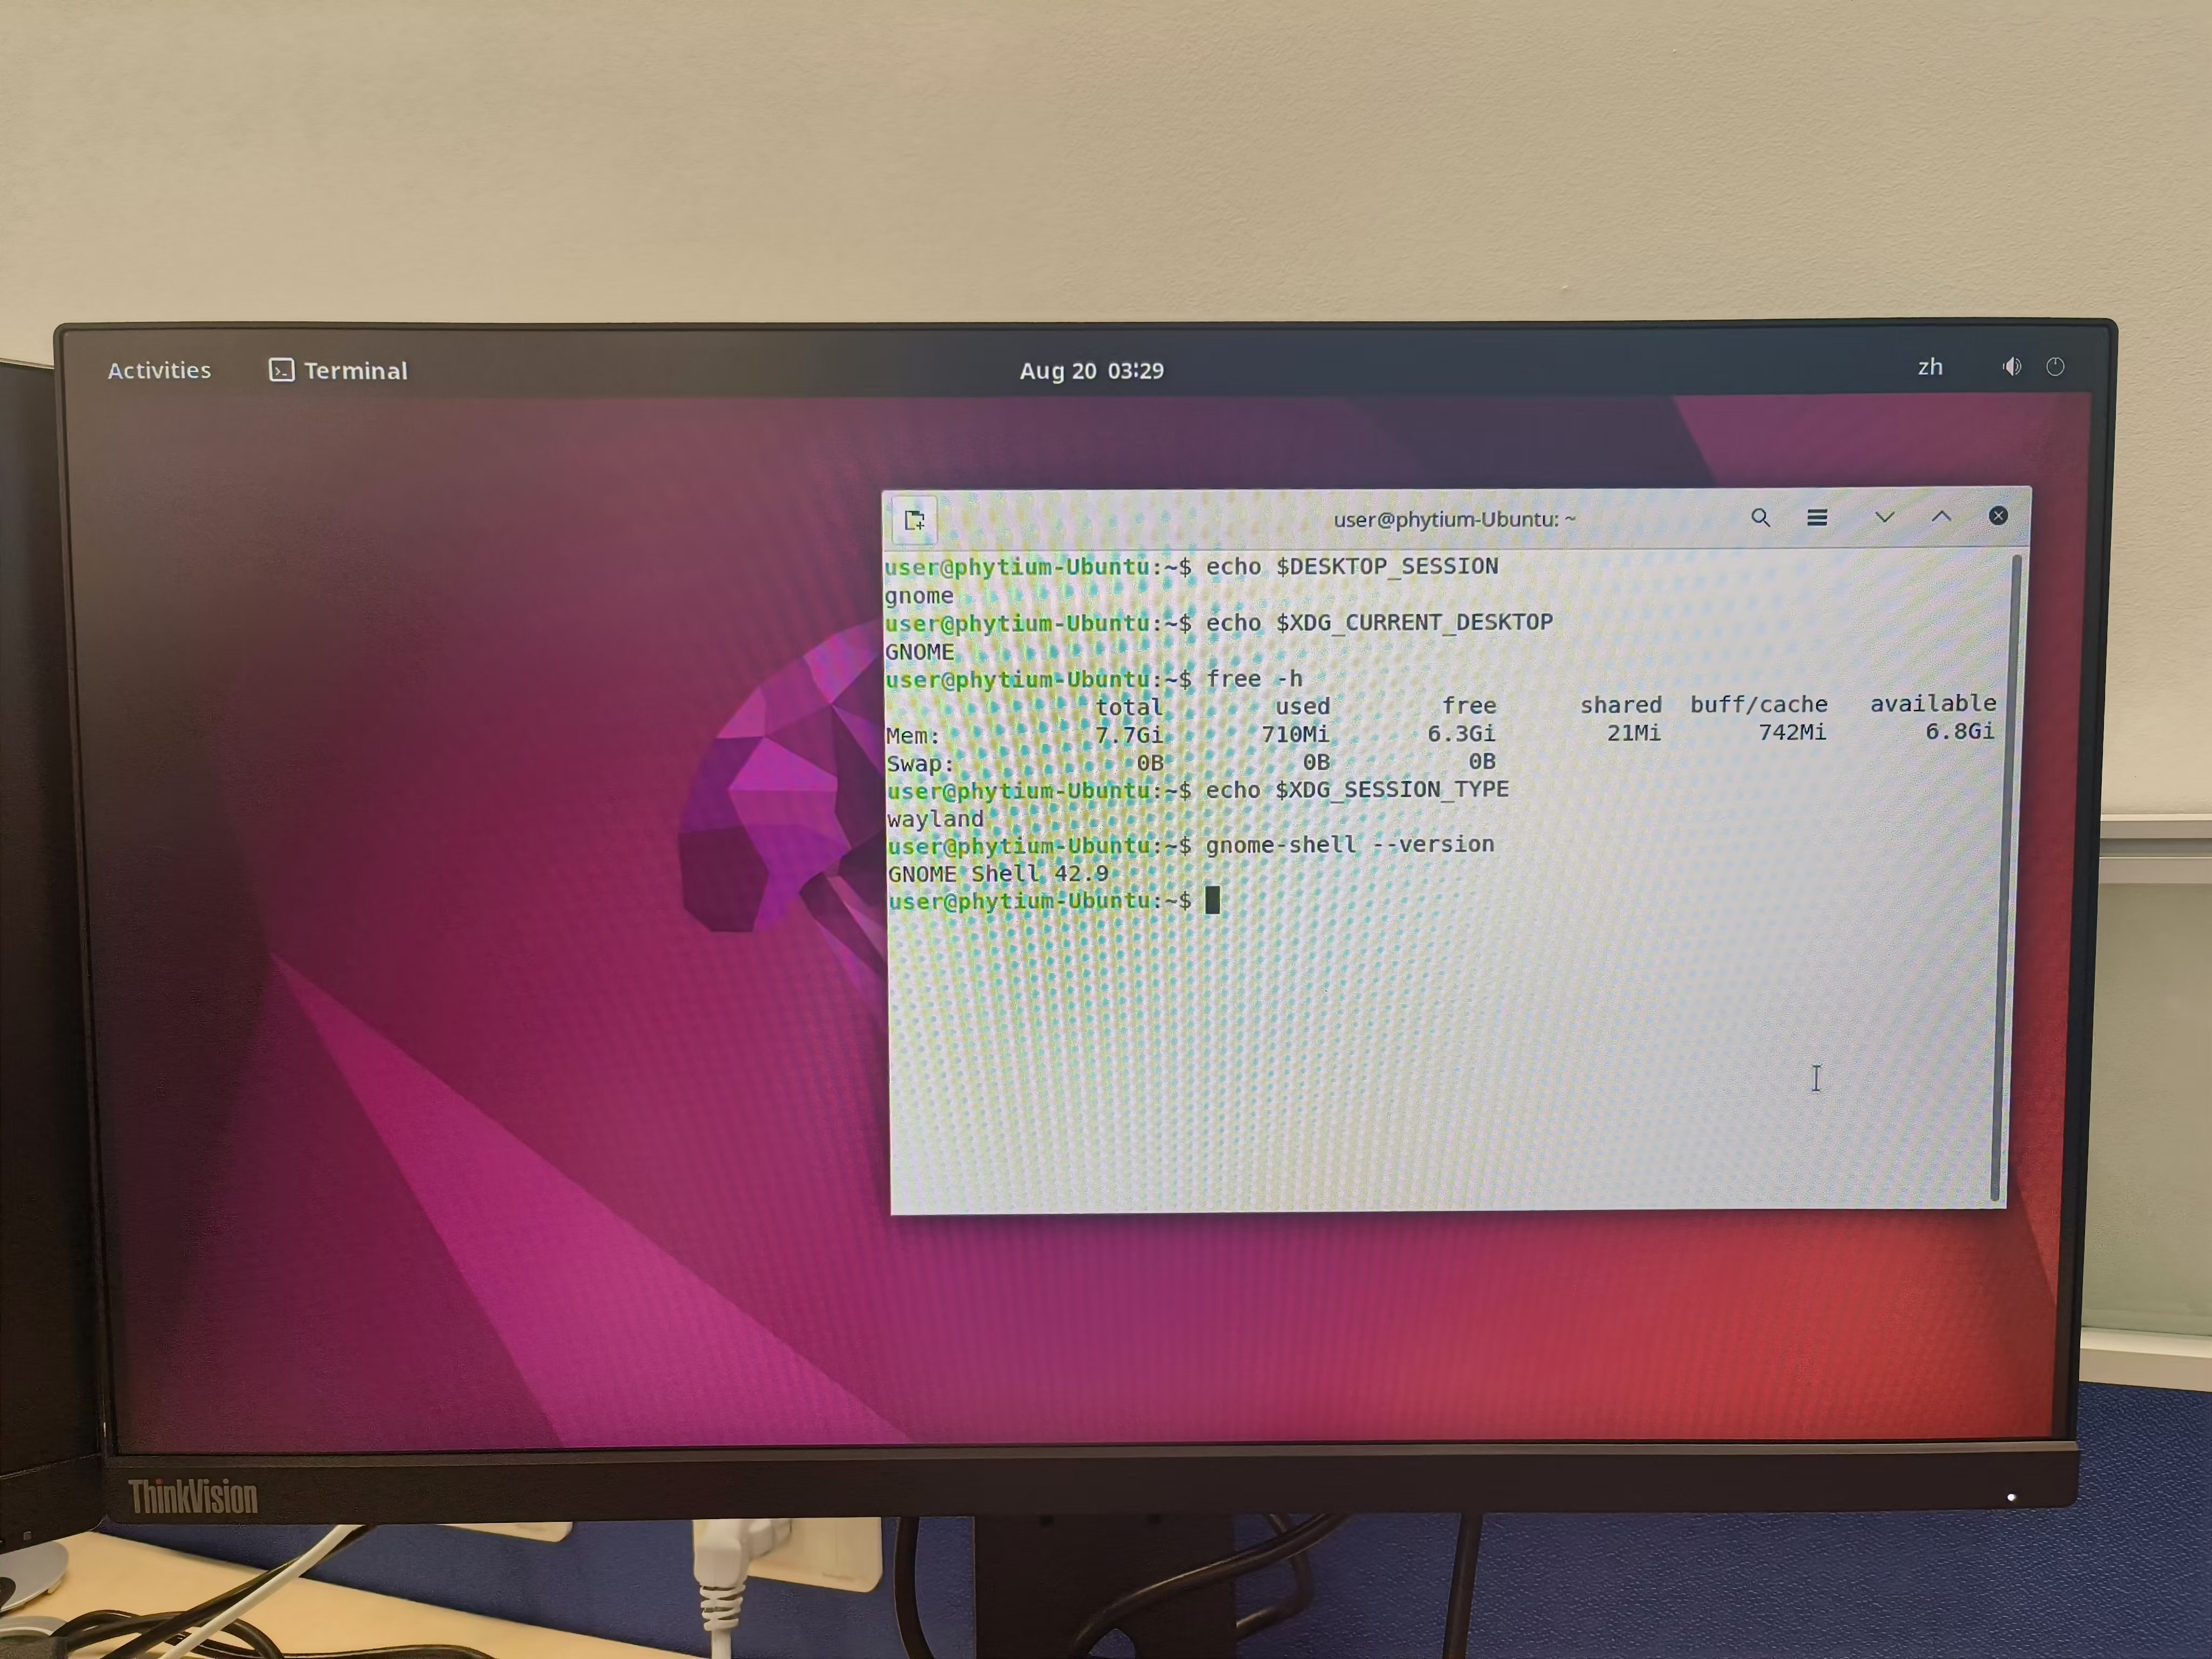 Activities Terminal Aug 20 03:29 zh
user@phytium-Ubuntu: ~
user@phytium-Ubuntu:~$ echo $DESKTOP_SESSION
gnome
user@phytium-Ubuntu:~$ echo $XDG_CURRENT_DESKTOP
GNOME
user@phytium-Ubuntu:~$ free -h
total used free shared buff/cache available
Mem: 7.7Gi 710Mi 6.3Gi 21Mi 742Mi 6.8Gi
Swap: 0B 0B 0B
user@phytium-Ubuntu:~$ echo $XDG_SESSION_TYPE
wayland
user@phytium-Ubuntu:~$ gnome-shell --version
GNOME Shell 42.9
user@phytium-Ubuntu:~$
ThinkVision